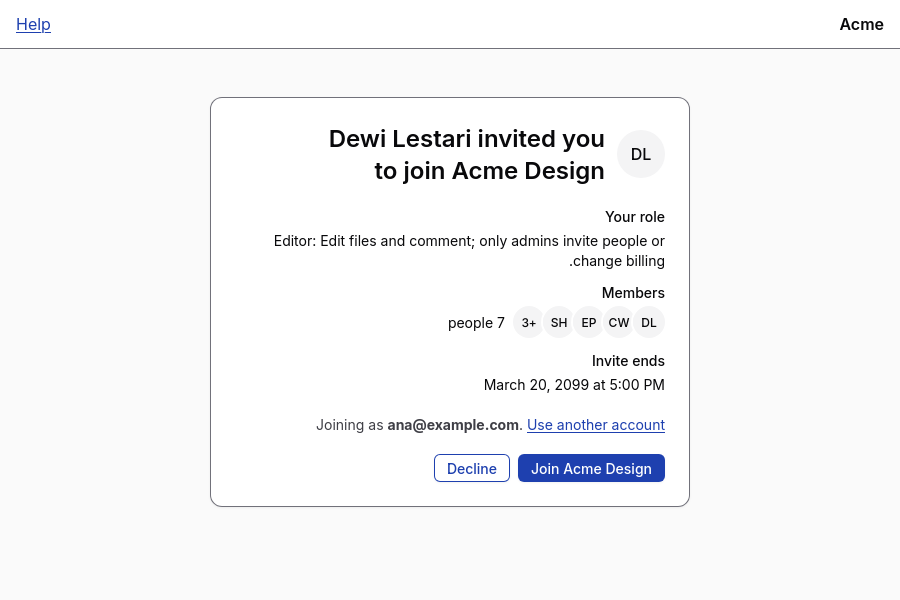 Acme
Help
DL
Dewi Lestari invited you
to join Acme Design
Your role
Editor: Edit files and comment; only admins invite people or
.change billing
Members
DL CW EP SH 3+ people 7
Invite ends
March 20, 2099 at 5:00 PM
Joining as ana@example.com. Use another account
Join Acme Design
Decline